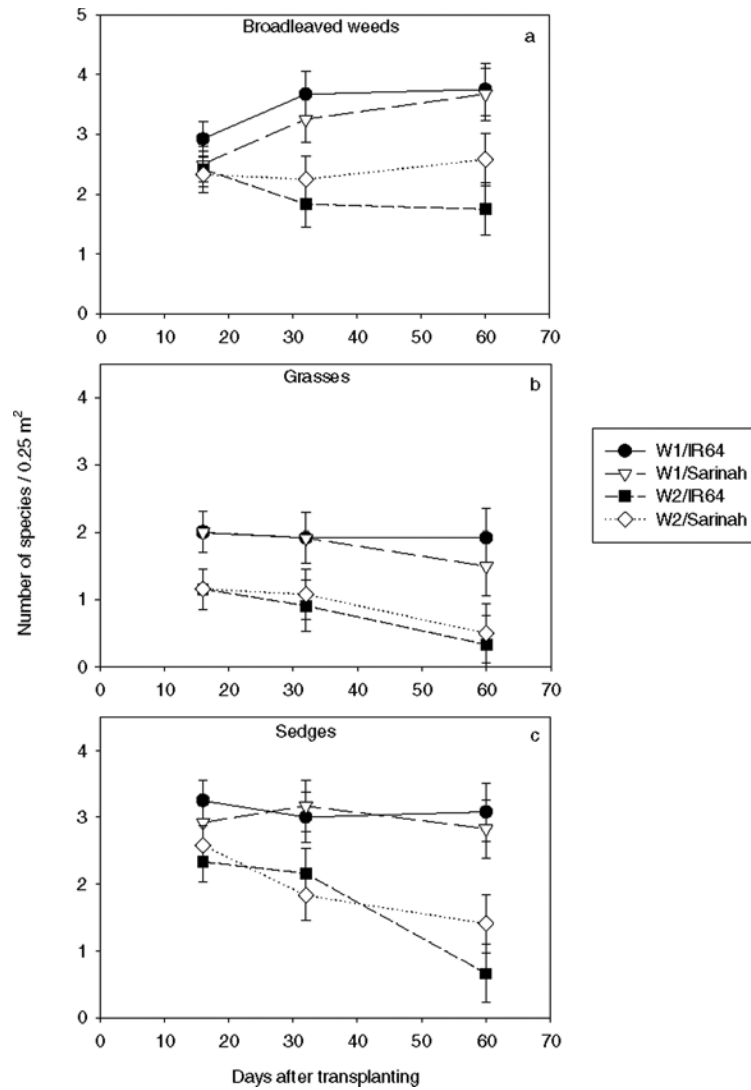 Broadleaved weeds
a
5
4
3
2
1
0
0 10 20 30 40 50 60 70
Grasses
b
4
3
2
1
0
0 10 20 30 40 50 60 70
Number of species / 0.25 m²
W1/IR64
W1/Sarinah
W2/IR64
W2/Sarinah
Sedges
c
4
3
2
1
0
0 10 20 30 40 50 60 70
Days after transplanting